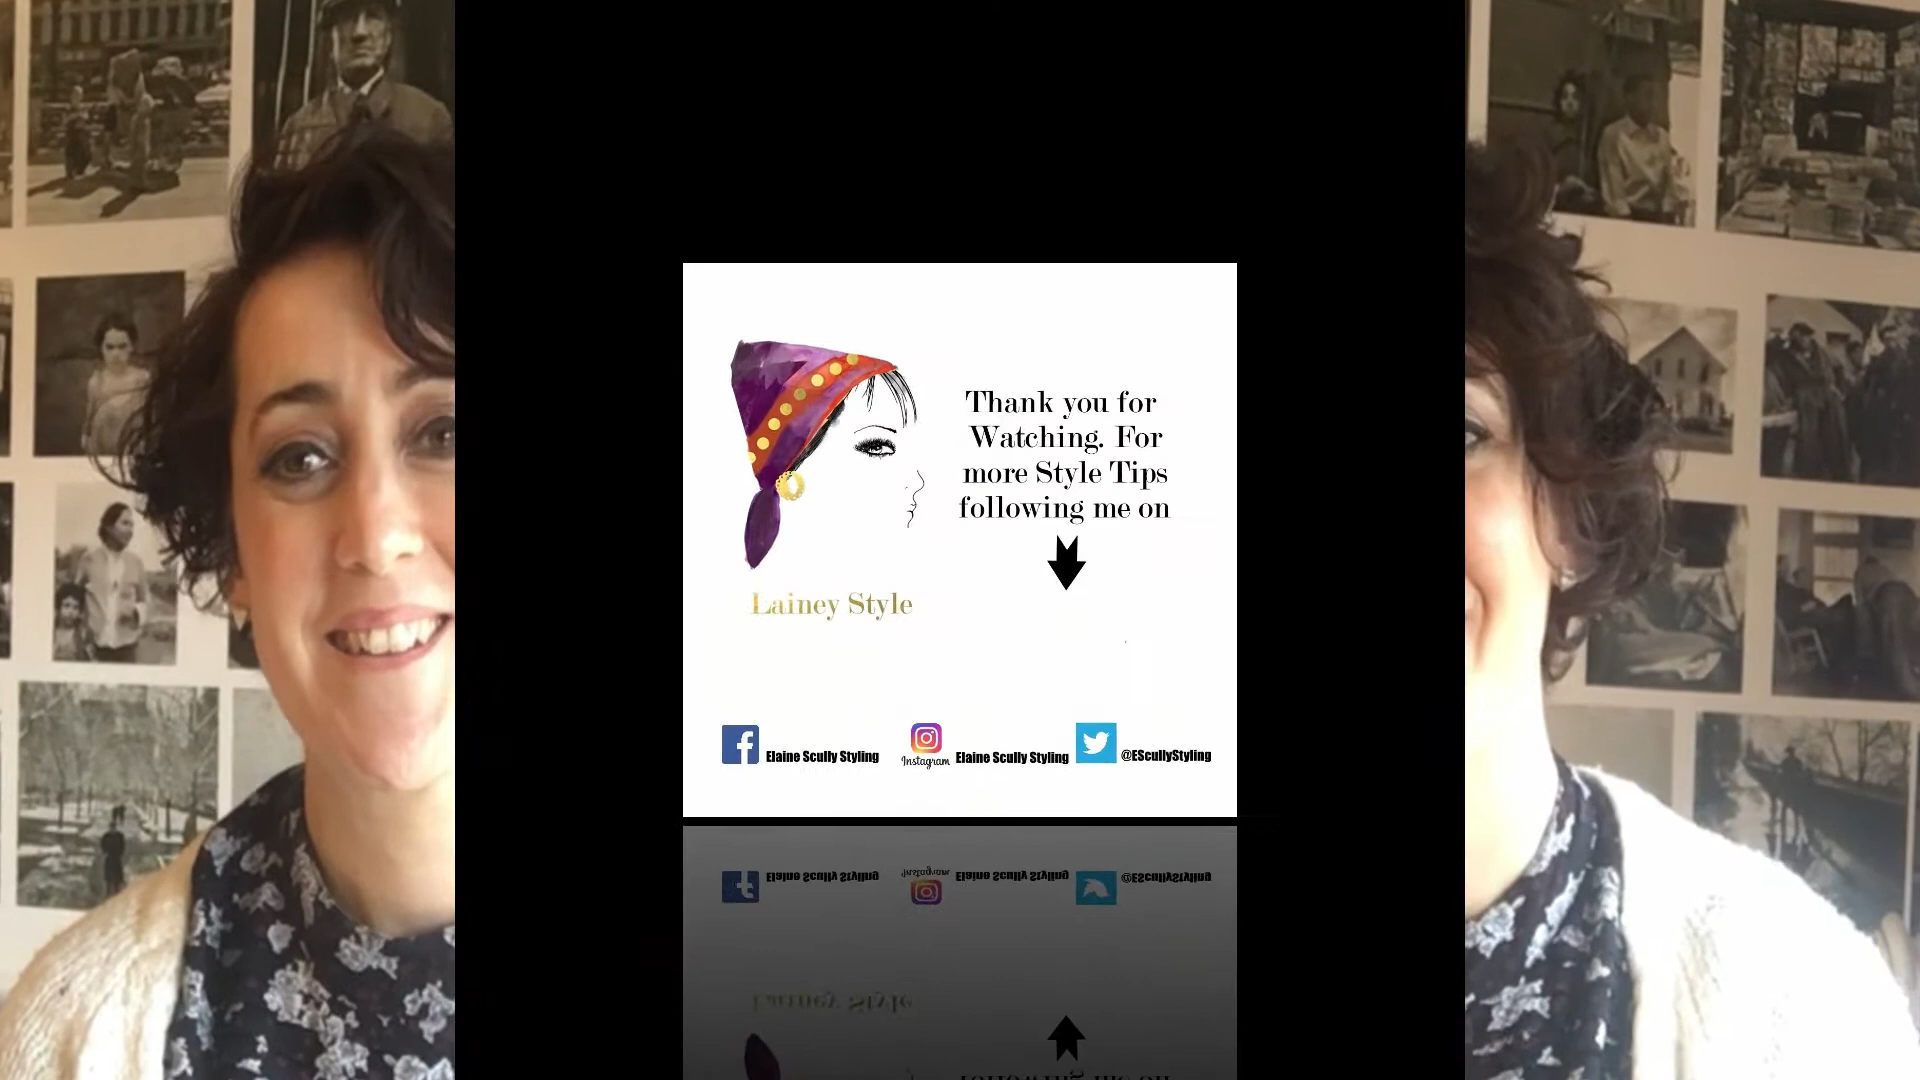 Thank you for
Watching. For
more Style Tips
following me on
Lainey Style
Elaine Scully Styling
Instagram
Elaine Scully Styling
@EScullyStyling